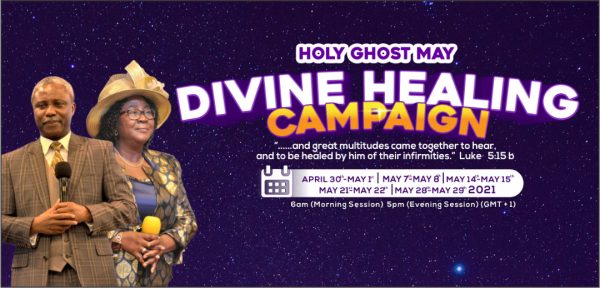 HOLY GHOST MAY
DIVINE HEALING
CAMPAIGN
"......and great multitudes came together to hear,
and to be healed by him of their infirmities." Luke 5:15 b
APRIL 30th-MAY 1st | MAY 7th-MAY 8th | MAY 14th-MAY 15th
MAY 21st-MAY 22nd | MAY 28th-MAY 29th 2021
6am (Morning Session) 5pm (Evening Session) (GMT + 1)